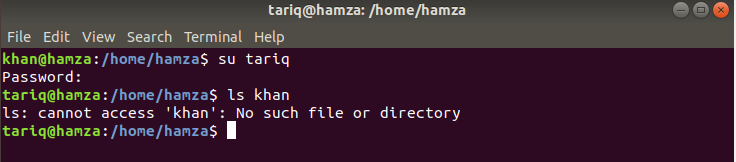 tariq@hamza: /home/hamza
File Edit View Search Terminal Help
khan@hamza:/home/hamza$ su tariq
Password:
tariq@hamza:/home/hamza$ ls khan
ls: cannot access 'khan': No such file or directory
tariq@hamza:/home/hamza$